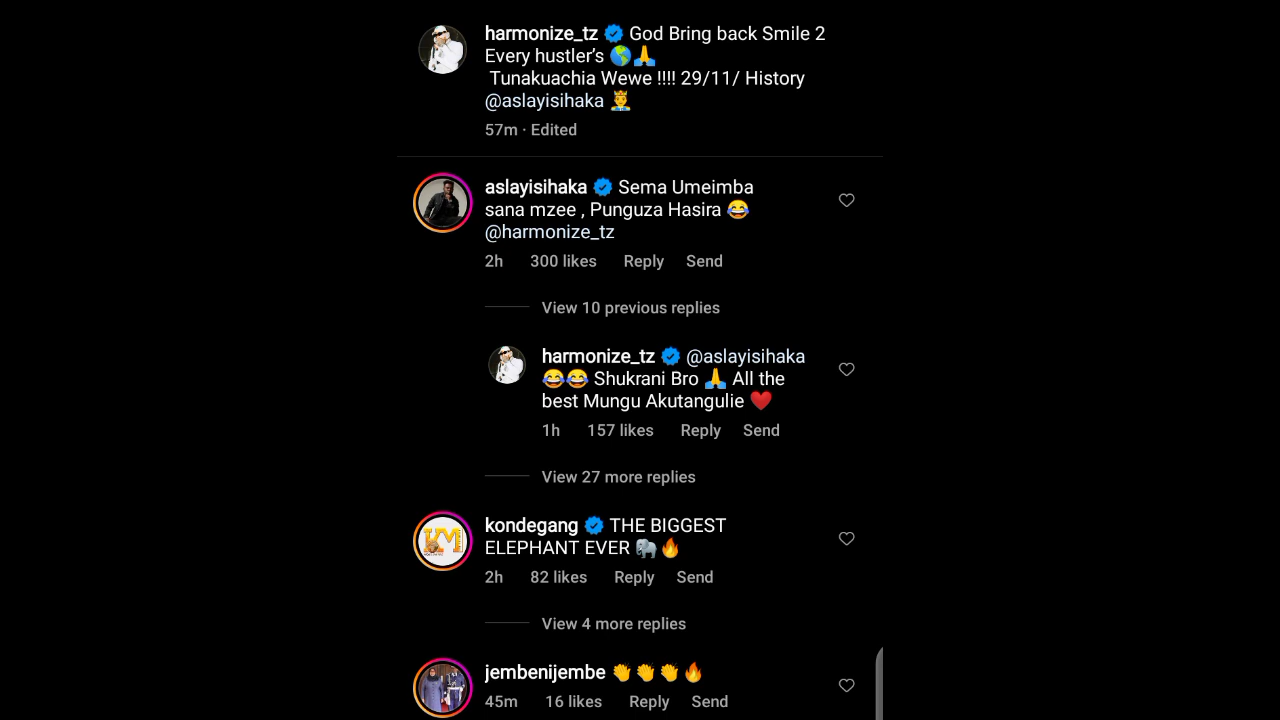 harmonize_tz God Bring back Smile 2
Every hustler's 🌎🙏
Tunakuachia Wewe !!!! 29/11/ History
@aslayisihaka 🤴
57m · Edited
aslayisihaka Sema Umeimba
sana mzee , Punguza Hasira 😂
@harmonize_tz
2h 300 likes Reply Send
View 10 previous replies
harmonize_tz @aslayisihaka
😂😂 Shukrani Bro 🙏 All the
best Mungu Akutangulie ❤️
1h 157 likes Reply Send
View 27 more replies
kondegang THE BIGGEST
ELEPHANT EVER 🐘🔥
2h 82 likes Reply Send
View 4 more replies
jembenijembe 👏👏👏🔥
45m 16 likes Reply Send